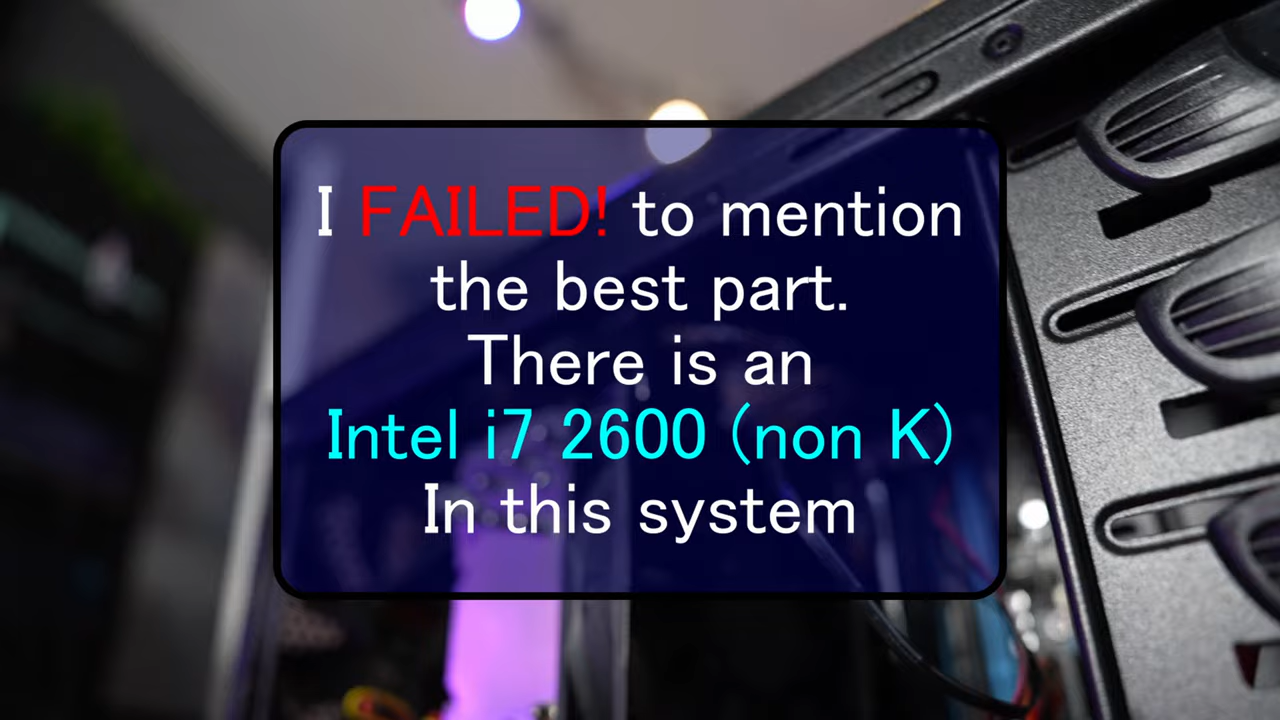 I FAILED! to mention
the best part.
There is an
Intel i7 2600 (non K)
In this system